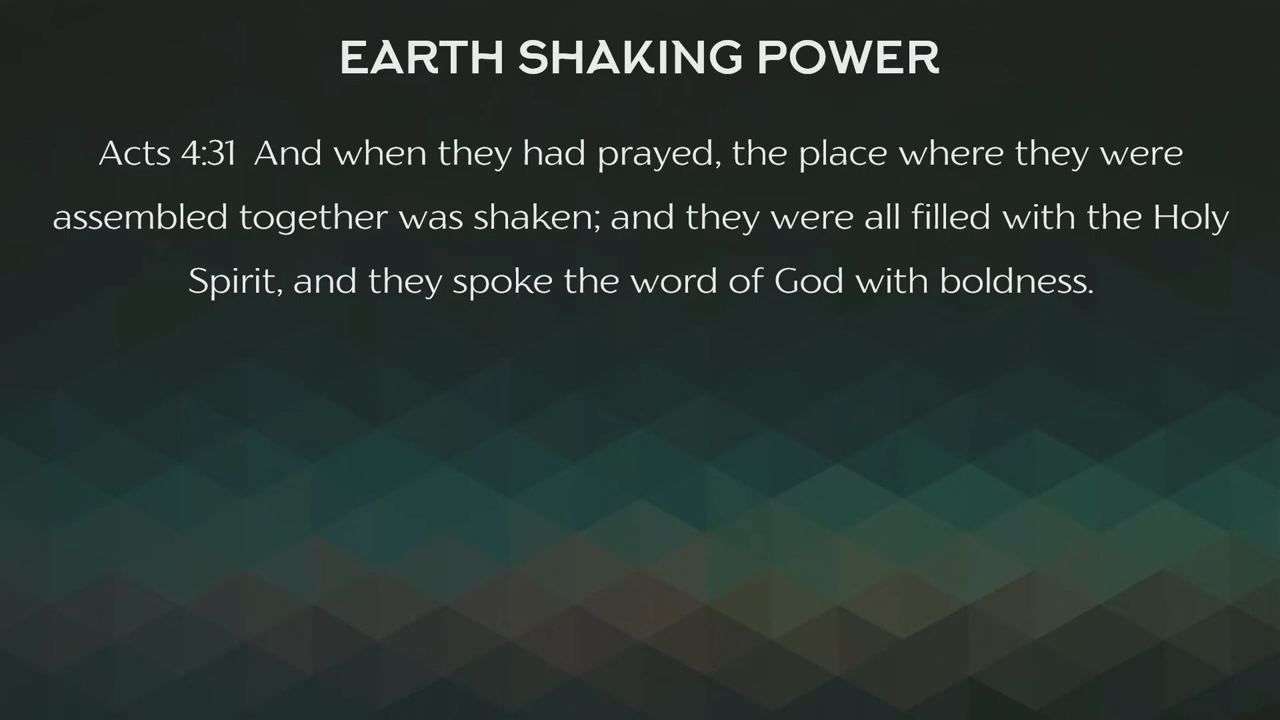 EARTH SHAKING POWER
Acts 4:31  And when they had prayed, the place where they were
assembled together was shaken; and they were all filled with the Holy
Spirit, and they spoke the word of God with boldness.